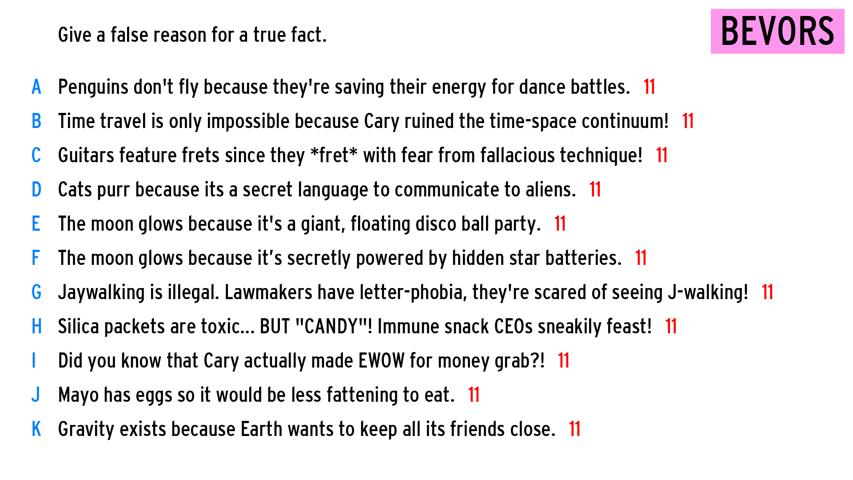 Give a false reason for a true fact.
BEVORS
A Penguins don't fly because they're saving their energy for dance battles. 11
B Time travel is only impossible because Cary ruined the time-space continuum! 11
C Guitars feature frets since they *fret* with fear from fallacious technique! 11
D Cats purr because its a secret language to communicate to aliens. 11
E The moon glows because it's a giant, floating disco ball party. 11
F The moon glows because it’s secretly powered by hidden star batteries. 11
G Jaywalking is illegal. Lawmakers have letter-phobia, they're scared of seeing J-walking! 11
H Silica packets are toxic... BUT "CANDY"! Immune snack CEOs sneakily feast! 11
I Did you know that Cary actually made EWOW for money grab?! 11
J Mayo has eggs so it would be less fattening to eat. 11
K Gravity exists because Earth wants to keep all its friends close. 11